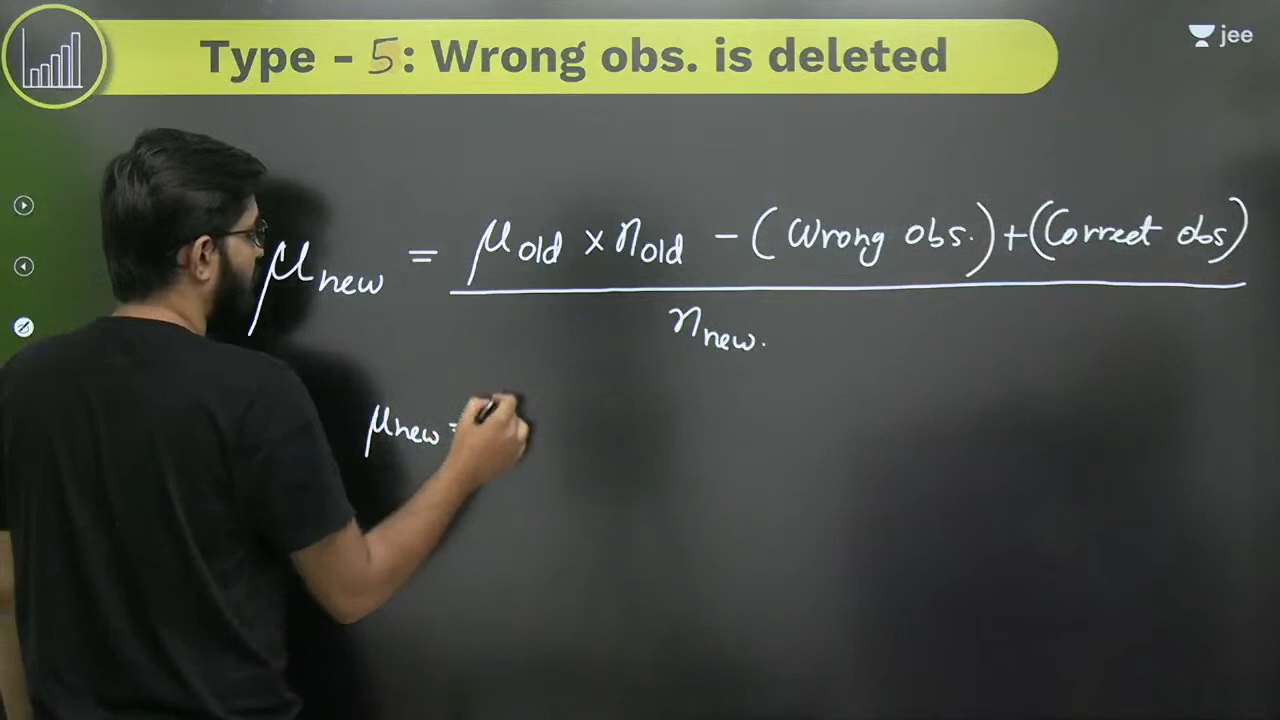 Type - 5: Wrong obs. is deleted
jee
μnew = μold × nold - (Wrong obs.) + (Correct obs)
nnew.
μnew =